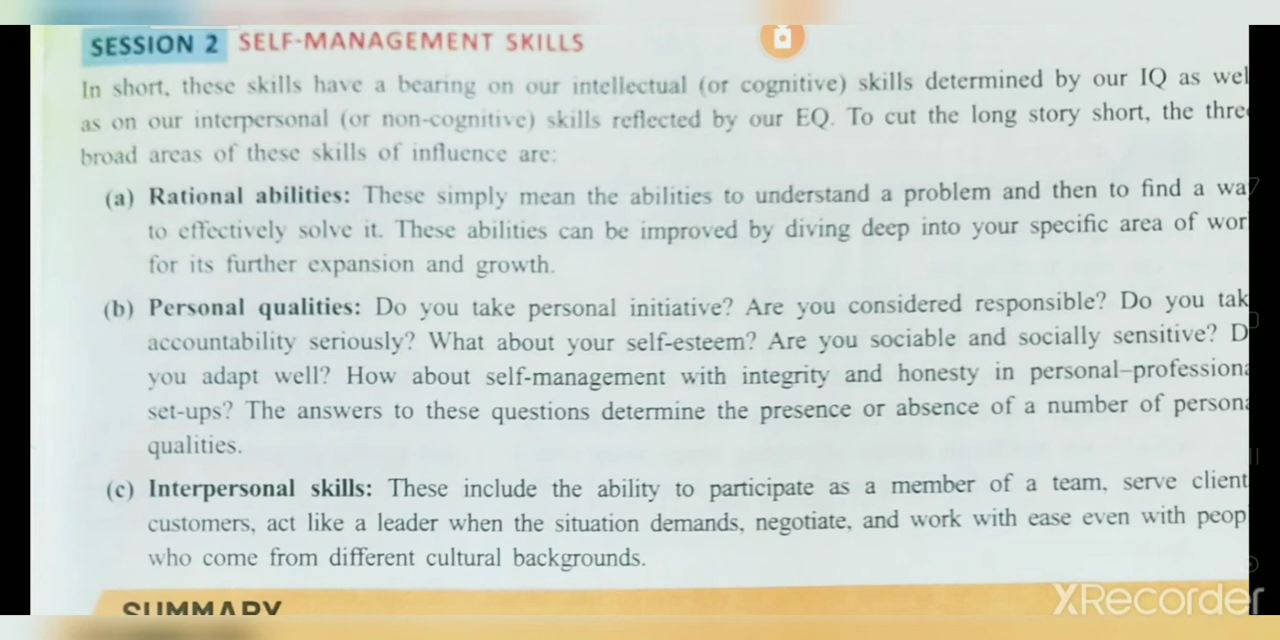 SESSION 2 SELF-MANAGEMENT SKILLS
In short, these skills have a bearing on our intellectual (or cognitive) skills determined by our IQ as wel
as on our interpersonal (or non-cognitive) skills reflected by our EQ. To cut the long story short, the three
broad areas of these skills of influence are:
(a) Rational abilities: These simply mean the abilities to understand a problem and then to find a wa
to effectively solve it. These abilities can be improved by diving deep into your specific area of wor
for its further expansion and growth.
(b) Personal qualities: Do you take personal initiative? Are you considered responsible? Do you tak
accountability seriously? What about your self-esteem? Are you sociable and socially sensitive? D
you adapt well? How about self-management with integrity and honesty in personal–professiona
set-ups? The answers to these questions determine the presence or absence of a number of persona
qualities.
(c) Interpersonal skills: These include the ability to participate as a member of a team, serve client
customers, act like a leader when the situation demands, negotiate, and work with ease even with peop
who come from different cultural backgrounds.
SUMMARY
XRecorder